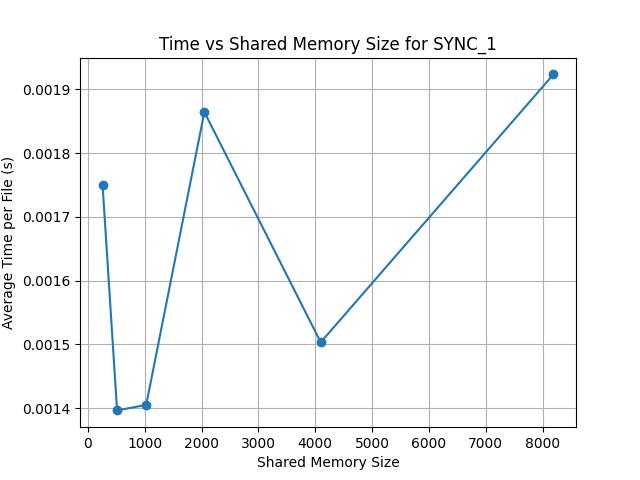 Time vs Shared Memory Size for SYNC_1
Average Time per File (s)
0.0019
0.0018
0.0017
0.0016
0.0015
0.0014
0 1000 2000 3000 4000 5000 6000 7000 8000
Shared Memory Size